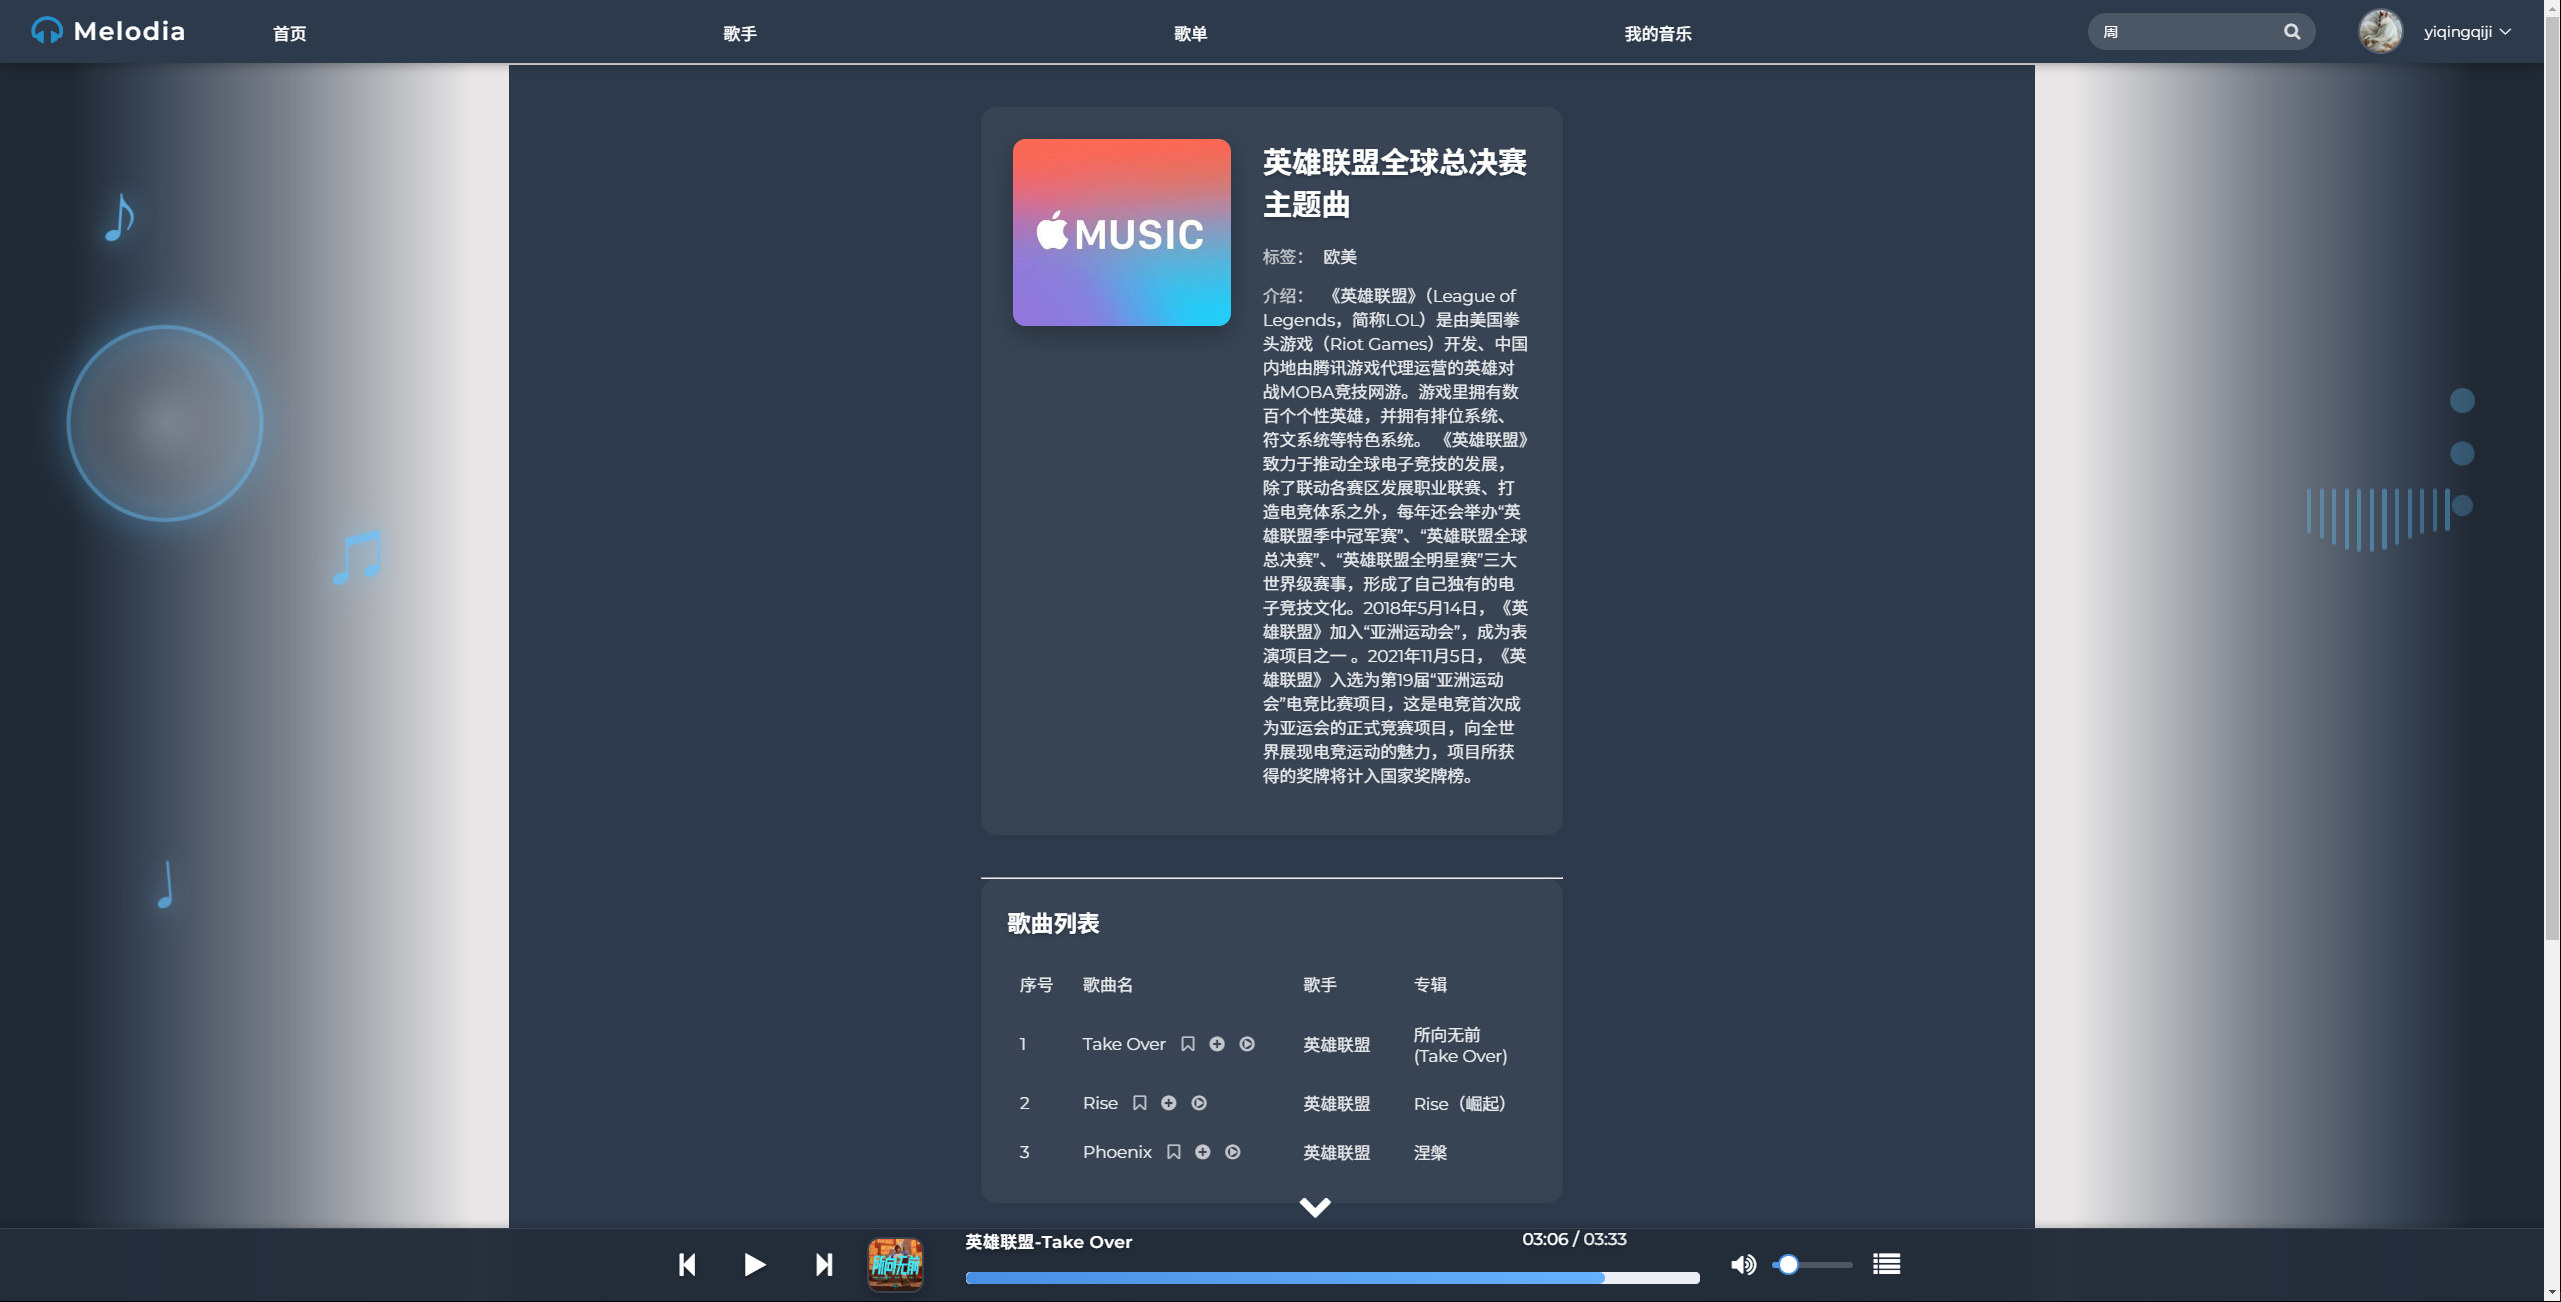 Melodia
首页
歌手
歌单
我的音乐
周
yiqingqiji
MUSIC
英雄联盟全球总决赛
主题曲
标签： 欧美
介绍： 《英雄联盟》（League of
Legends，简称LOL）是由美国拳
头游戏（Riot Games）开发、中国
内地由腾讯游戏代理运营的英雄对
战MOBA竞技网游。游戏里拥有数
百个个性英雄，并拥有排位系统、
符文系统等特色系统。 《英雄联盟》
致力于推动全球电子竞技的发展，
除了联动各赛区发展职业联赛、打
造电竞体系之外，每年还会举办“英
雄联盟季中冠军赛”、“英雄联盟全球
总决赛”、“英雄联盟全明星赛”三大
世界级赛事，形成了自己独有的电
子竞技文化。2018年5月14日，《英
雄联盟》加入“亚洲运动会”，成为表
演项目之一 。2021年11月5日，《英
雄联盟》入选为第19届“亚洲运动
会”电竞比赛项目，这是电竞首次成
为亚运会的正式竞赛项目，向全世
界展现电竞运动的魅力，项目所获
得的奖牌将计入国家奖牌榜。
歌曲列表
序号 歌曲名 歌手 专辑
1 Take Over 英雄联盟 所向无前
(Take Over)
2 Rise 英雄联盟 Rise（崛起）
3 Phoenix 英雄联盟 涅槃
所向无前
英雄联盟-Take Over
03:06 / 03:33